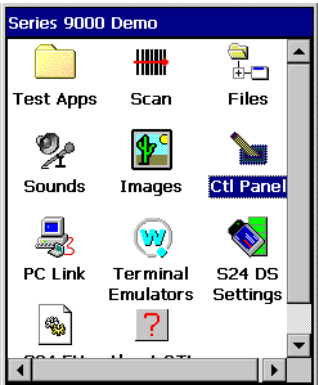 Series 9000 Demo
Test Apps Scan Files
Sounds Images Ctl Panel
PC Link Terminal Emulators S24 DS Settings